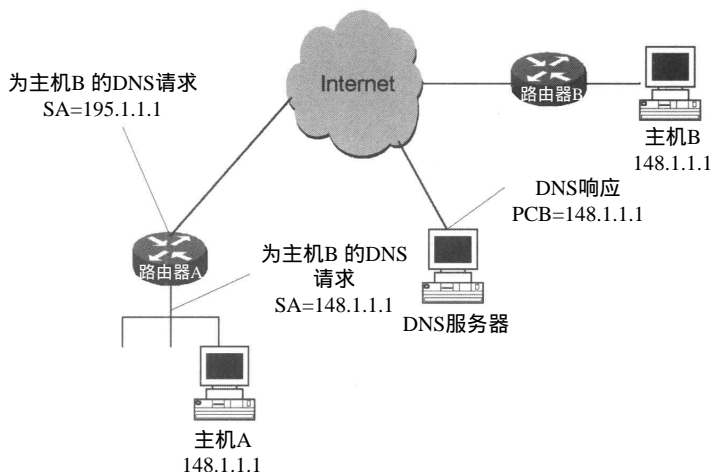 为主机B 的DNS请求
SA=195.1.1.1
Internet
路由器B
主机B
148.1.1.1
DNS响应
PCB=148.1.1.1
路由器A
为主机B 的DNS
请求
SA=148.1.1.1
DNS服务器
主机A
148.1.1.1